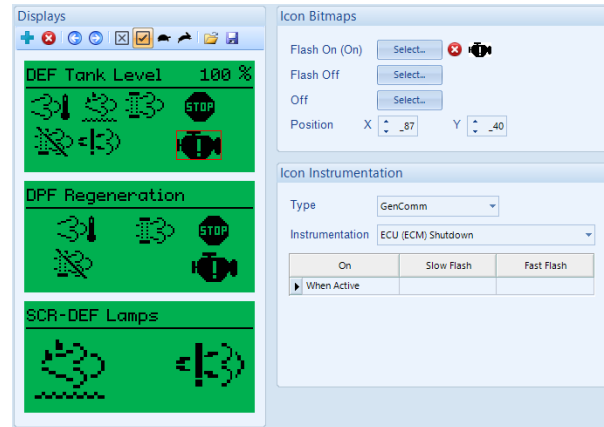 Displays
DEF Tank Level 100 %
STOP
DPF Regeneration
STOP
SCR-DEF Lamps
Icon Bitmaps
Flash On (On) Select...
Flash Off Select...
Off Select...
Position X _87 Y _40
Icon Instrumentation
Type GenComm
Instrumentation ECU (ECM) Shutdown
On Slow Flash Fast Flash
When Active